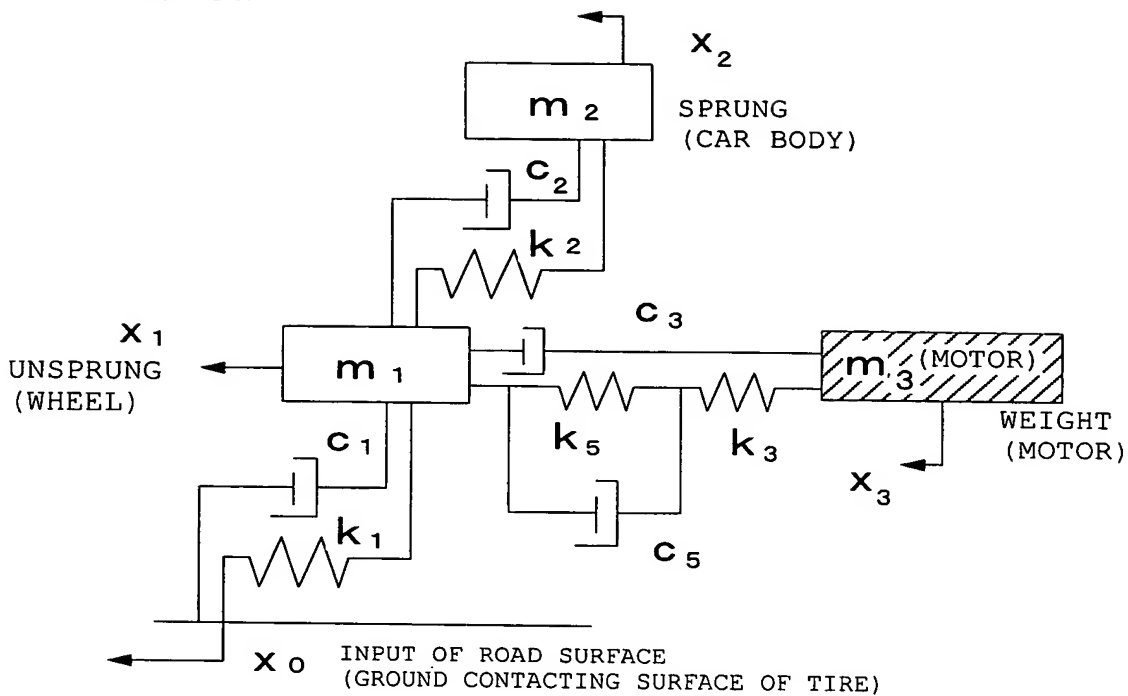 x2
m2
SPRUNG
(CAR BODY)
c2
k2
x1
c3
UNSPRUNG
(WHEEL)
m1
m3 (MOTOR)
WEIGHT
(MOTOR)
c1
k5
k3
x3
k1
c5
x0
INPUT OF ROAD SURFACE
(GROUND CONTACTING SURFACE OF TIRE)